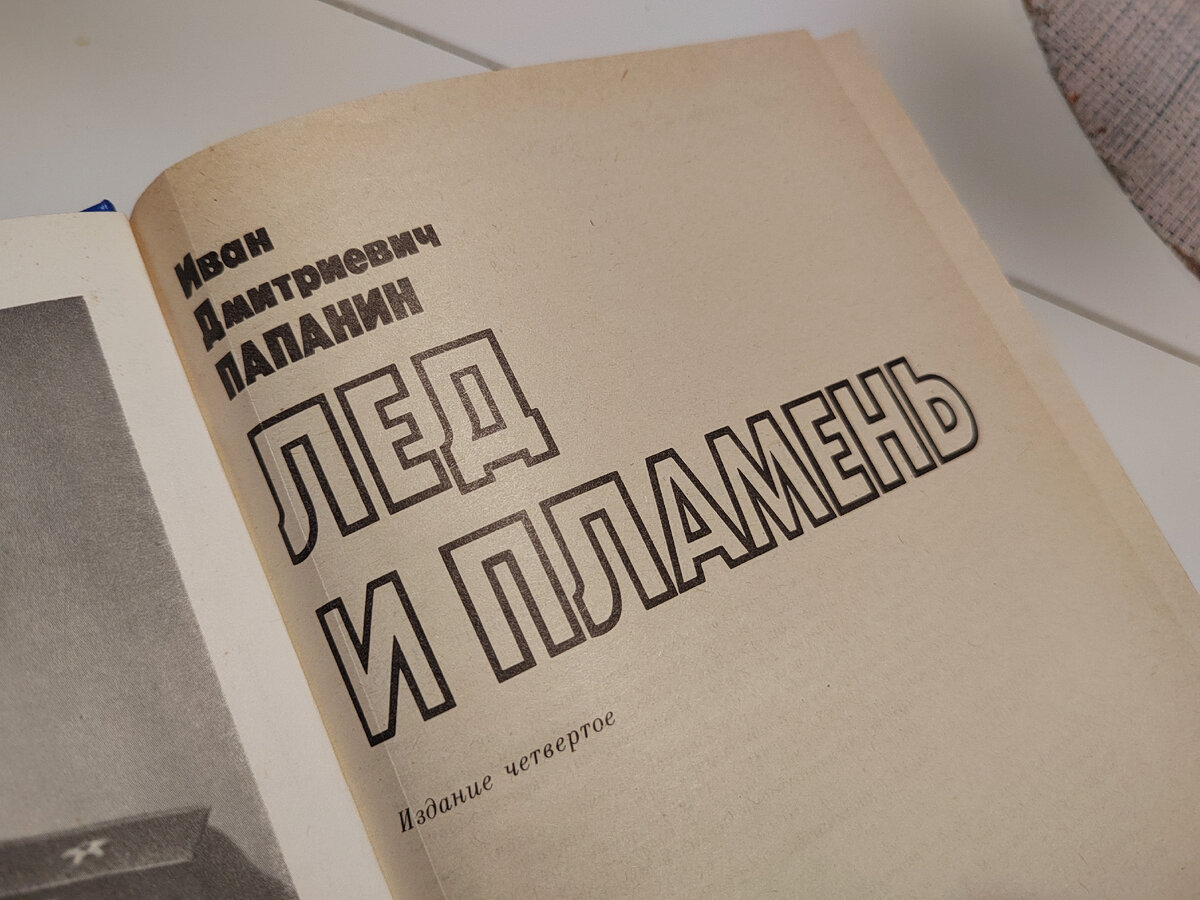 Иван
Дмитриевич
ПАПАНИН
ЛЕД
И ПЛАМЕНЬ
Издание четвертое